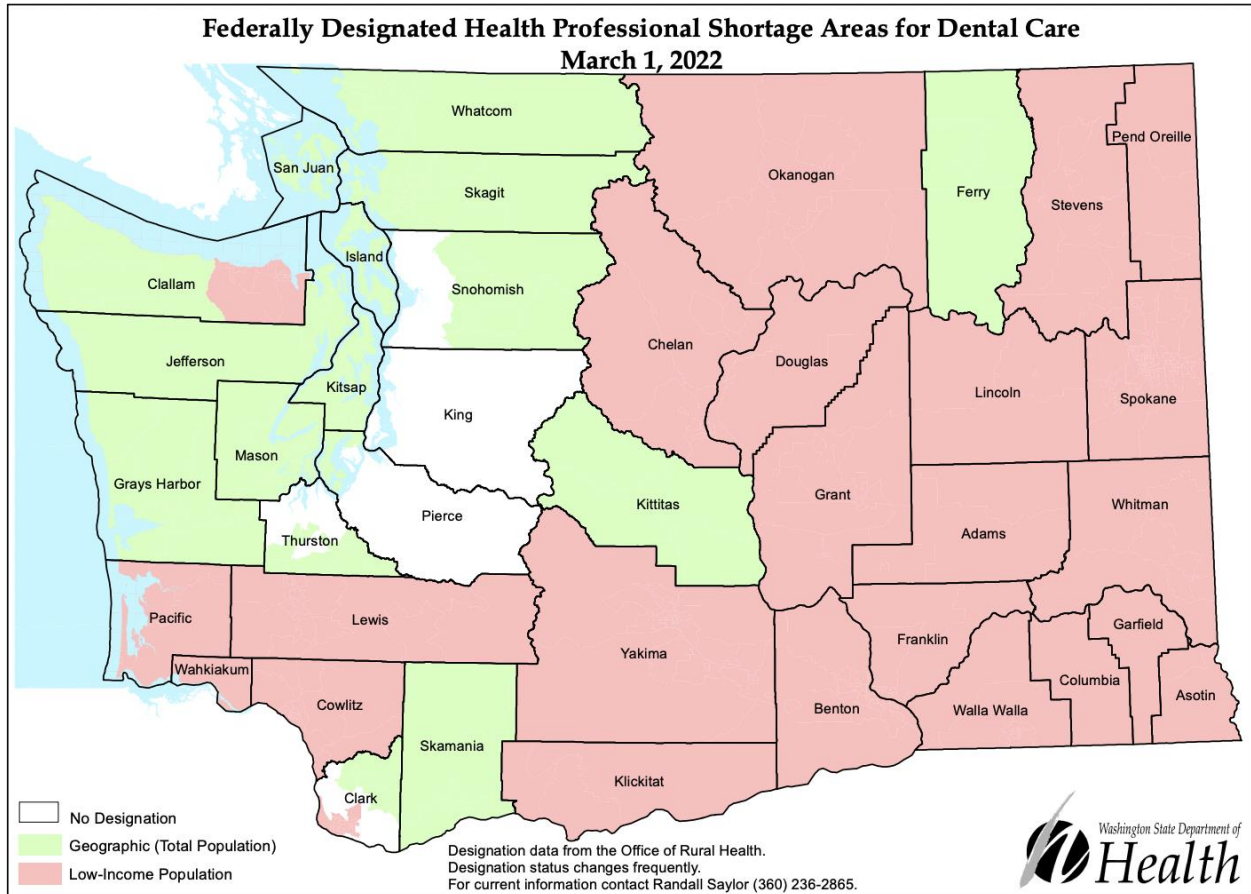 Federally Designated Health Professional Shortage Areas for Dental Care
March 1, 2022
Whatcom
San Juan
Skagit
Okanogan
Ferry
Stevens
Pend Oreille
Island
Clallam
Snohomish
Chelan
Douglas
Jefferson
Kitsap
King
Lincoln
Spokane
Mason
Grays Harbor
Kittitas
Grant
Whitman
Pierce
Thurston
Adams
Pacific
Lewis
Yakima
Franklin
Garfield
Wahkiakum
Cowlitz
Columbia
Asotin
Benton
Walla Walla
Skamania
Klickitat
Clark
No Designation
Geographic (Total Population)
Low-Income Population
Designation data from the Office of Rural Health.
Designation status changes frequently.
For current information contact Randall Saylor (360) 236-2865.
Washington State Department of
Health